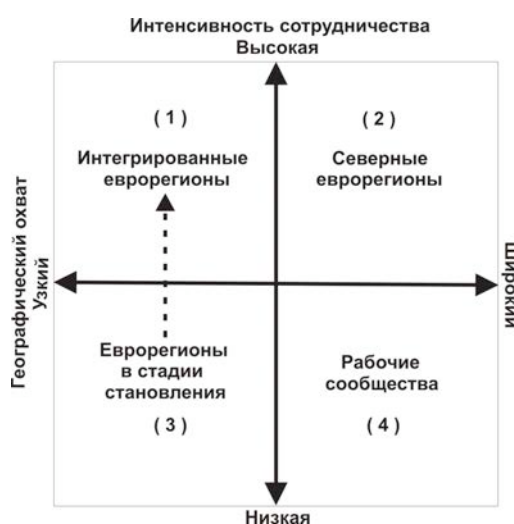 Интенсивность сотрудничества
Высокая
( 1 )
Интегрированные
еврорегионы
( 2 )
Северные
еврорегионы
Географический охват
Узкий
Широкий
Еврорегионы
в стадии
становления
( 3 )
Рабочие
сообщества
( 4 )
Низкая